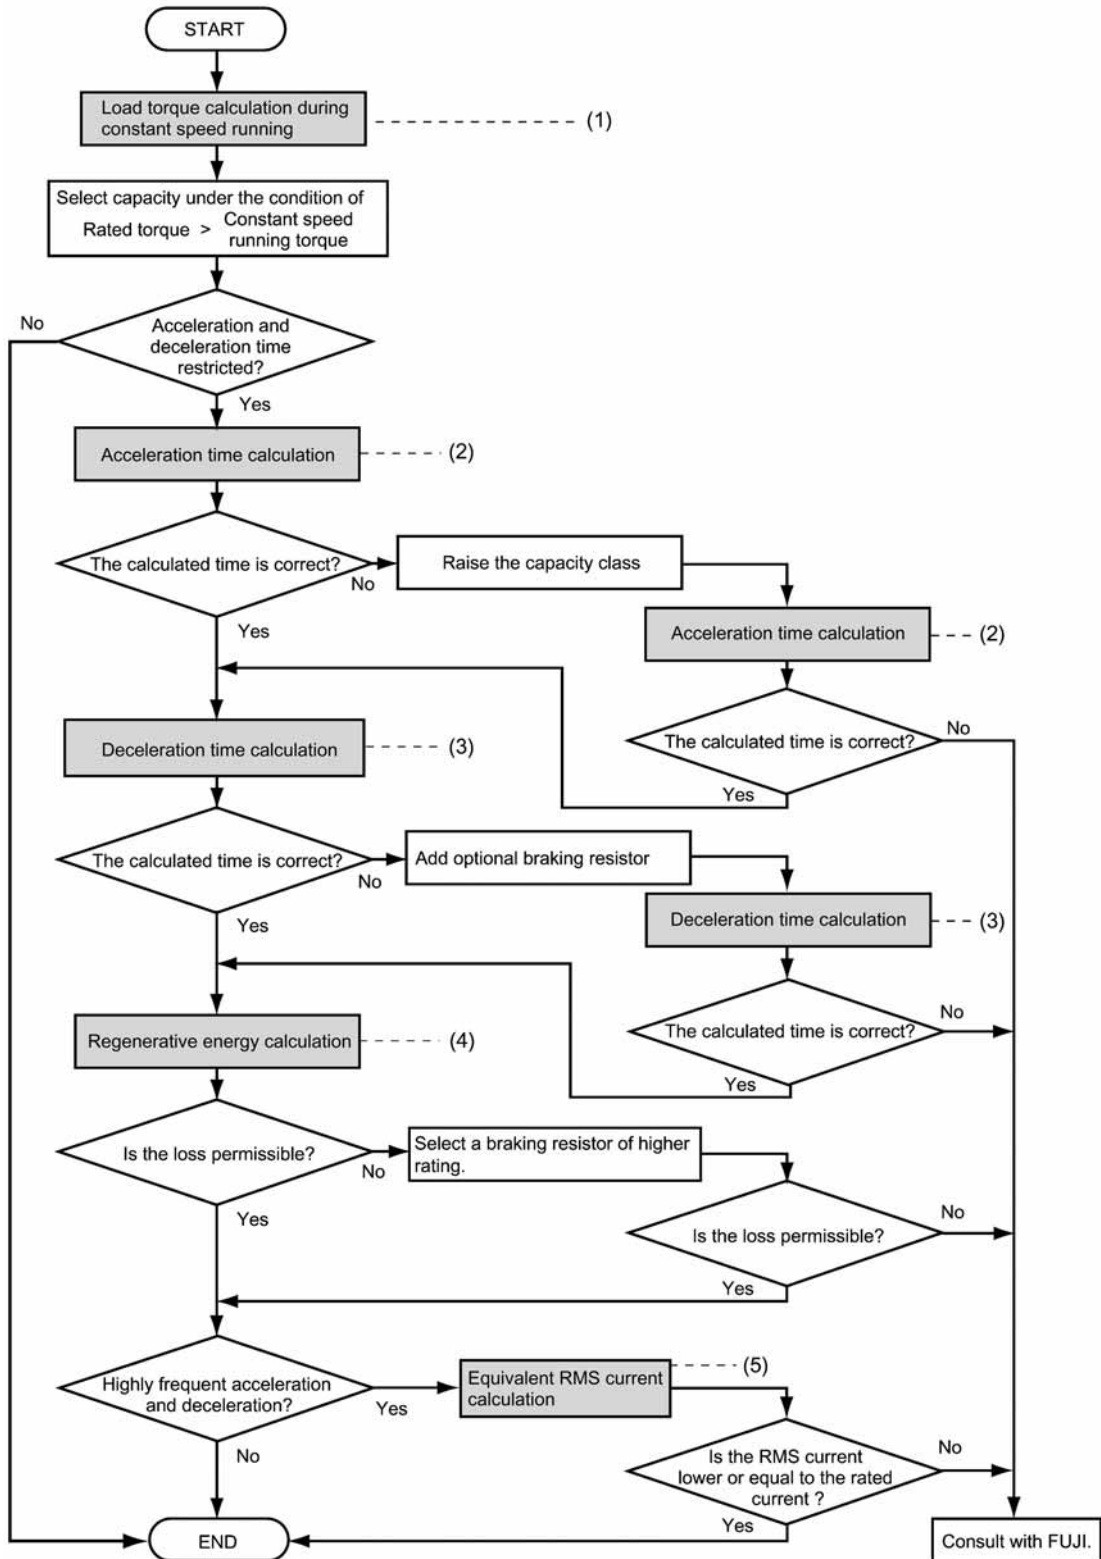 START
Load torque calculation during
constant speed running
(1)
Select capacity under the condition of
Rated torque > Constant speed
running torque
No
Acceleration and
deceleration time
restricted?
Yes
Acceleration time calculation
(2)
The calculated time is correct?
No
Raise the capacity class
Yes
Acceleration time calculation
(2)
The calculated time is correct?
No
Yes
Deceleration time calculation
(3)
The calculated time is correct?
No
Add optional braking resistor
Yes
Deceleration time calculation
(3)
The calculated time is correct?
No
Yes
Regenerative energy calculation
(4)
Is the loss permissible?
No
Select a braking resistor of higher
rating.
Yes
Is the loss permissible?
No
Yes
Highly frequent acceleration
and deceleration?
Yes
Equivalent RMS current
calculation
(5)
No
Is the RMS current
lower or equal to the rated
current ?
No
Yes
END
Consult with FUJI.